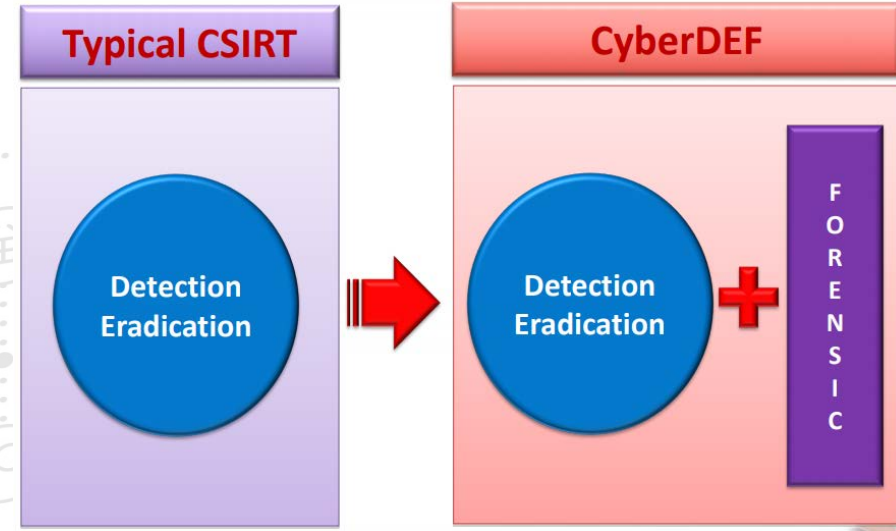 Typical CSIRT
CyberDEF
Detection
Eradication
Detection
Eradication
F
O
R
E
N
S
I
C